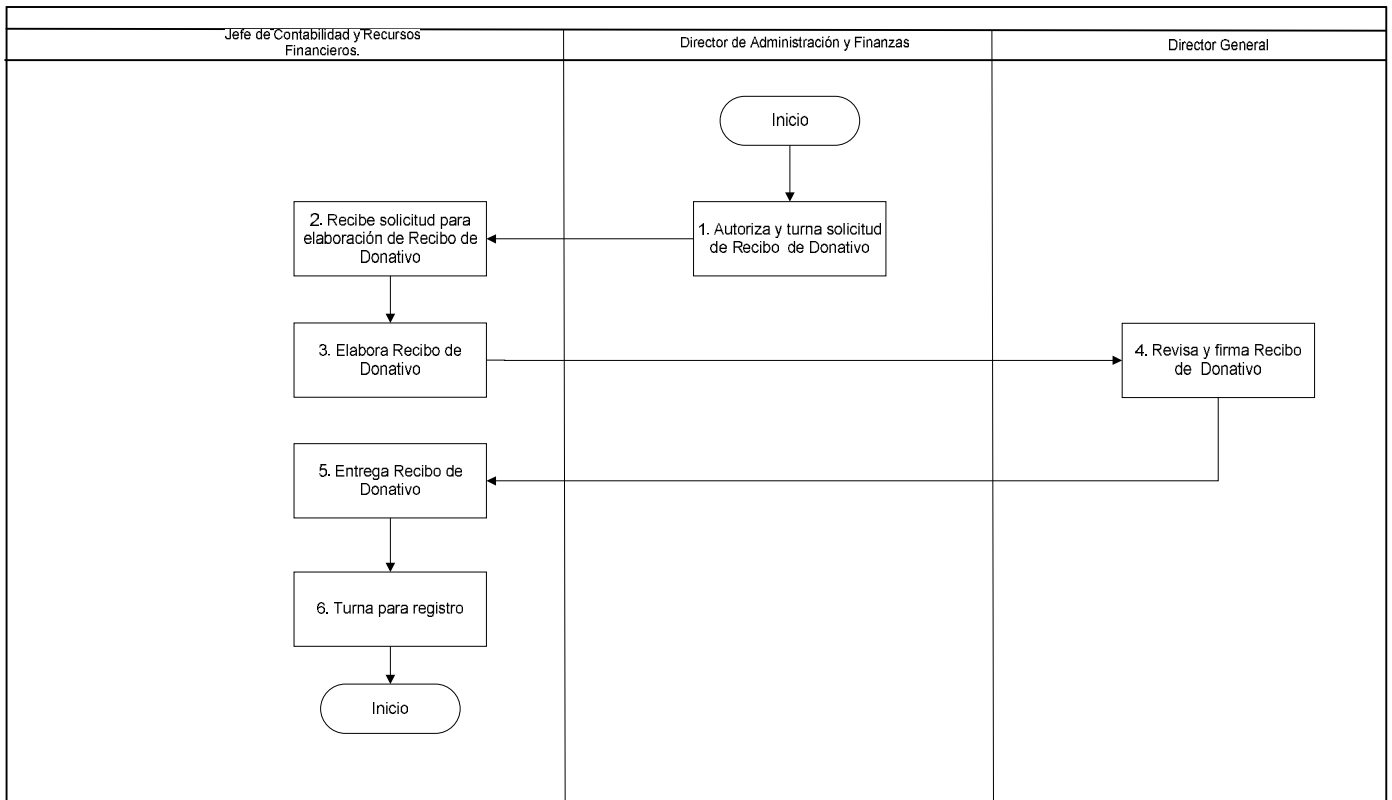 Jefe de Contabilidad y Recursos
Financieros.
Director de Administración y Finanzas
Director General
Inicio
1. Autoriza y turna solicitud
de Recibo de Donativo
2. Recibe solicitud para
elaboración de Recibo de
Donativo
3. Elabora Recibo de
Donativo
4. Revisa y firma Recibo
de Donativo
5. Entrega Recibo de
Donativo
6. Turna para registro
Inicio